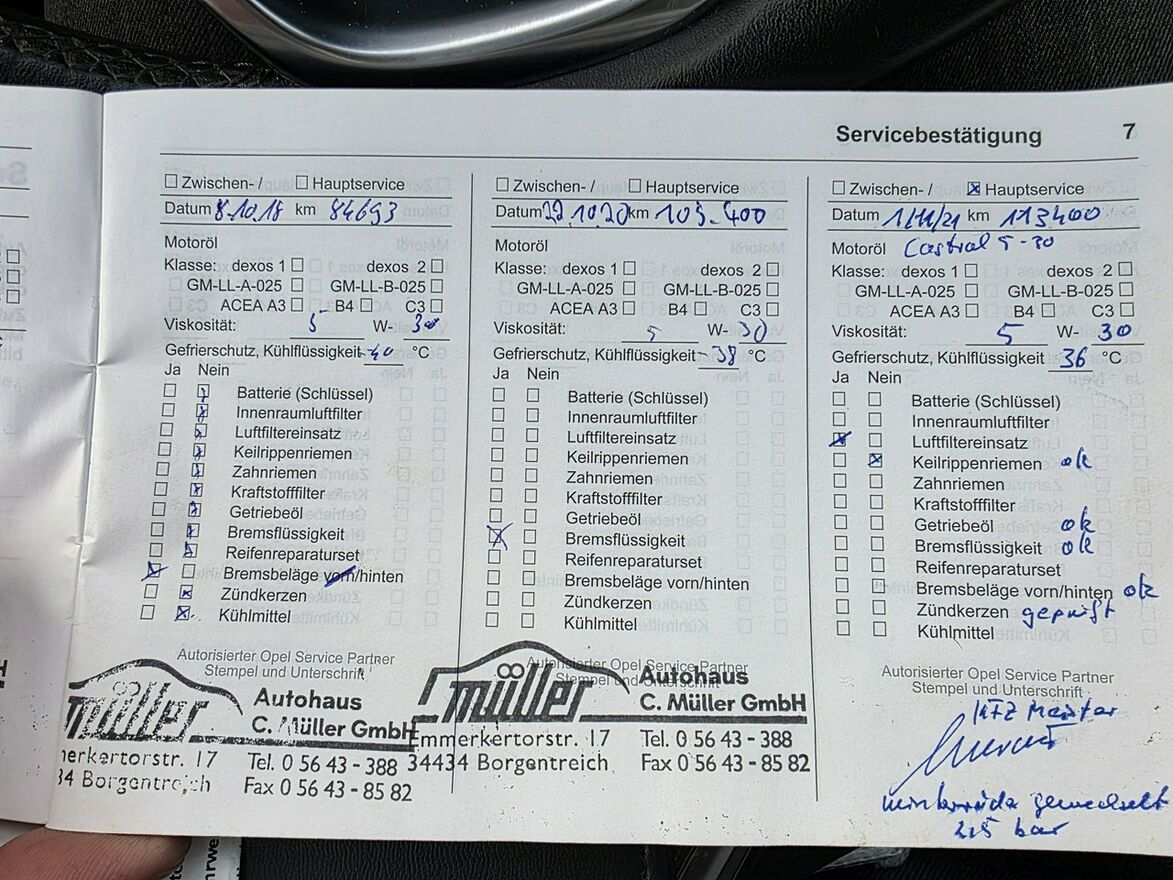 Servicebestätigung 7
Zwischen- / Hauptservice
Datum 8.10.18 km 84693
Motoröl
Klasse: dexos 1 dexos 2
GM-LL-A-025 GM-LL-B-025
ACEA A3 B4 C3
Viskosität: 5 W- 30
Gefrierschutz, Kühlflüssigkeit -40 °C
Ja Nein
Batterie (Schlüssel)
Innenraumluftfilter
Luftfiltereinsatz
Keilrippenriemen
Zahnriemen
Kraftstofffilter
Getriebeöl
Bremsflüssigkeit
Reifenreparaturset
Bremsbeläge vorn/hinten
Zündkerzen
Kühlmittel
Autorisierter Opel Service Partner
Stempel und Unterschrift
müller Autohaus
C. Müller GmbH
merkertorstr. 17 Tel. 0 56 43 - 388
34 Borgentreich Fax 0 56 43 - 85 82
Zwischen- / Hauptservice
Datum 22.10.20 km 105.400
Motoröl
Klasse: dexos 1 dexos 2
GM-LL-A-025 GM-LL-B-025
ACEA A3 B4 C3
Viskosität: 5 W- 30
Gefrierschutz, Kühlflüssigkeit -38 °C
Ja Nein
Batterie (Schlüssel)
Innenraumluftfilter
Luftfiltereinsatz
Keilrippenriemen
Zahnriemen
Kraftstofffilter
Getriebeöl
Bremsflüssigkeit
Reifenreparaturset
Bremsbeläge vorn/hinten
Zündkerzen
Kühlmittel
Autorisierter Opel Service Partner
Stempel und Unterschrift
müller Autohaus
C. Müller GmbH
Emmerkertorstr. 17 Tel. 0 56 43 - 388
34434 Borgentreich Fax 0 56 43 - 85 82
Zwischen- / Hauptservice
Datum 1/11/21 km 113400
Motoröl Castral 5-30
Klasse: dexos 1 dexos 2
GM-LL-A-025 GM-LL-B-025
ACEA A3 B4 C3
Viskosität: 5 W- 30
Gefrierschutz, Kühlflüssigkeit 36 °C
Ja Nein
Batterie (Schlüssel)
Innenraumluftfilter
Luftfiltereinsatz
Keilrippenriemen ok
Zahnriemen
Kraftstofffilter
Getriebeöl ok
Bremsflüssigkeit ok
Reifenreparaturset
Bremsbeläge vorn/hinten ok
Zündkerzen geprüft
Kühlmittel
Autorisierter Opel Service Partner
Stempel und Unterschrift
KFZ Meister
gewechselt
2,5 bar